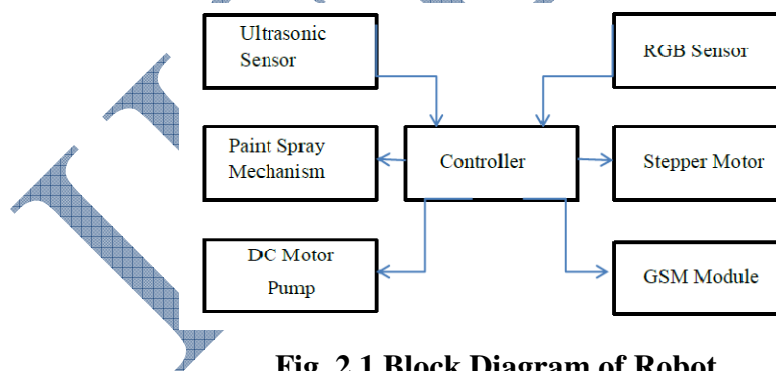 Ultrasonic
Sensor
RGB Sensor
Paint Spray
Mechanism
Controller
Stepper Motor
DC Motor
Pump
GSM Module
Fig. 2.1 Block Diagram of Robot